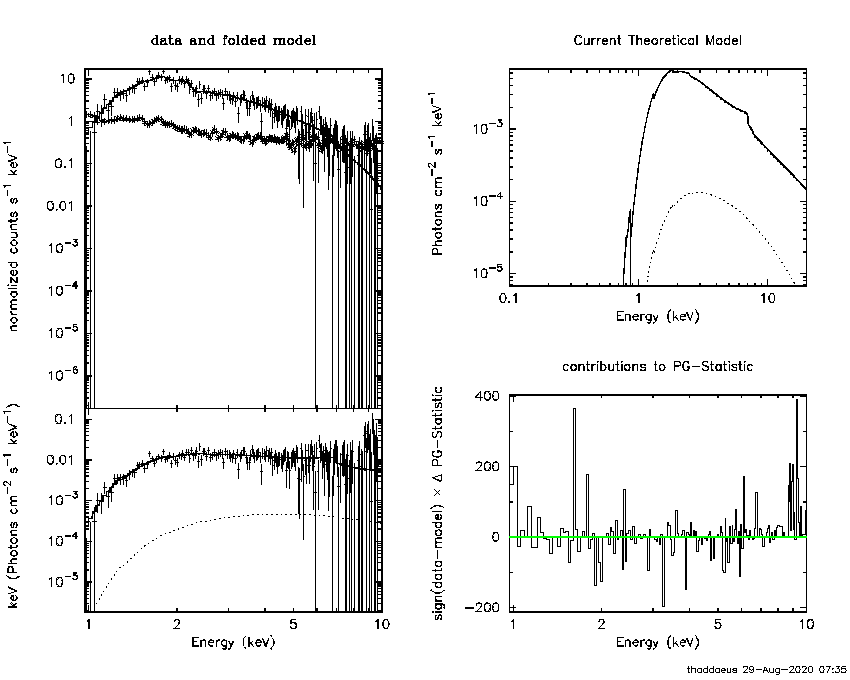 data and folded model
normalized counts s⁻¹ keV⁻¹
10
1
0.1
0.01
10⁻³
10⁻⁴
10⁻⁵
10⁻⁶
keV (Photons cm⁻² s⁻¹ keV⁻¹)
0.1
0.01
10⁻³
10⁻⁴
10⁻⁵
1 2 5 10
Energy (keV)
Current Theoretical Model
Photons cm⁻² s⁻¹ keV⁻¹
10⁻³
10⁻⁴
10⁻⁵
0.1 1 10
Energy (keV)
contributions to PG-Statistic
sign(data-model) × Δ PG-Statistic
400
200
0
-200
1 2 5 10
Energy (keV)
thaddaeus 29-Aug-2020 07:35